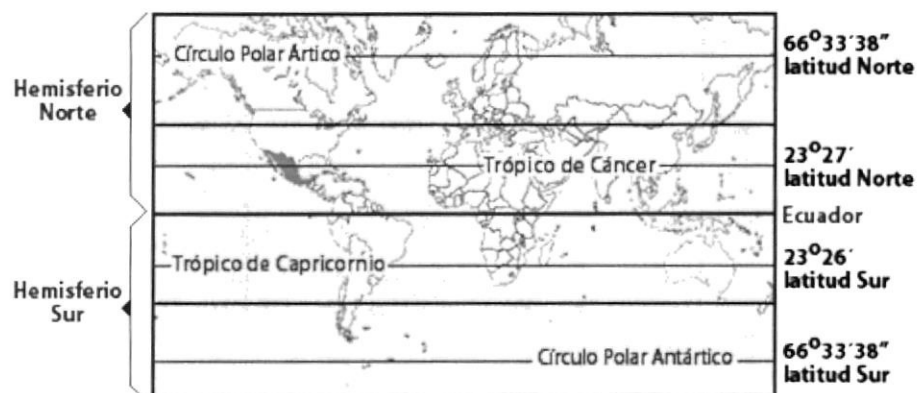 Círculo Polar Ártico
66°33´38”
latitud Norte
Hemisferio
Norte
Trópico de Cáncer
23°27´
latitud Norte
Ecuador
Trópico de Capricornio
23°26´
latitud Sur
Hemisferio
Sur
Círculo Polar Antártico
66°33´38”
latitud Sur